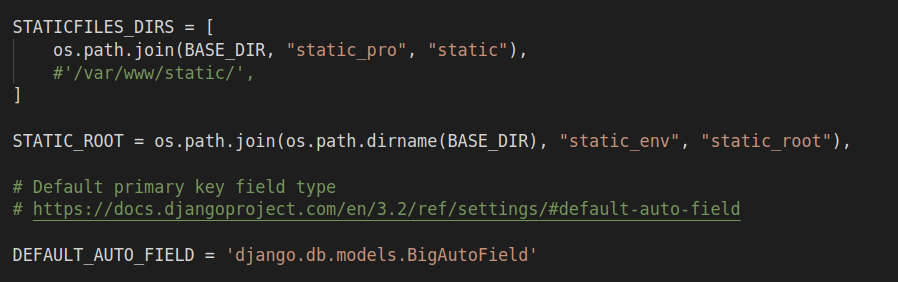 STATICFILES_DIRS = [
    os.path.join(BASE_DIR, "static_pro", "static"),
    #'/var/www/static/',
]
STATIC_ROOT = os.path.join(os.path.dirname(BASE_DIR), "static_env", "static_root"),
# Default primary key field type
# https://docs.djangoproject.com/en/3.2/ref/settings/#default-auto-field
DEFAULT_AUTO_FIELD = 'django.db.models.BigAutoField'